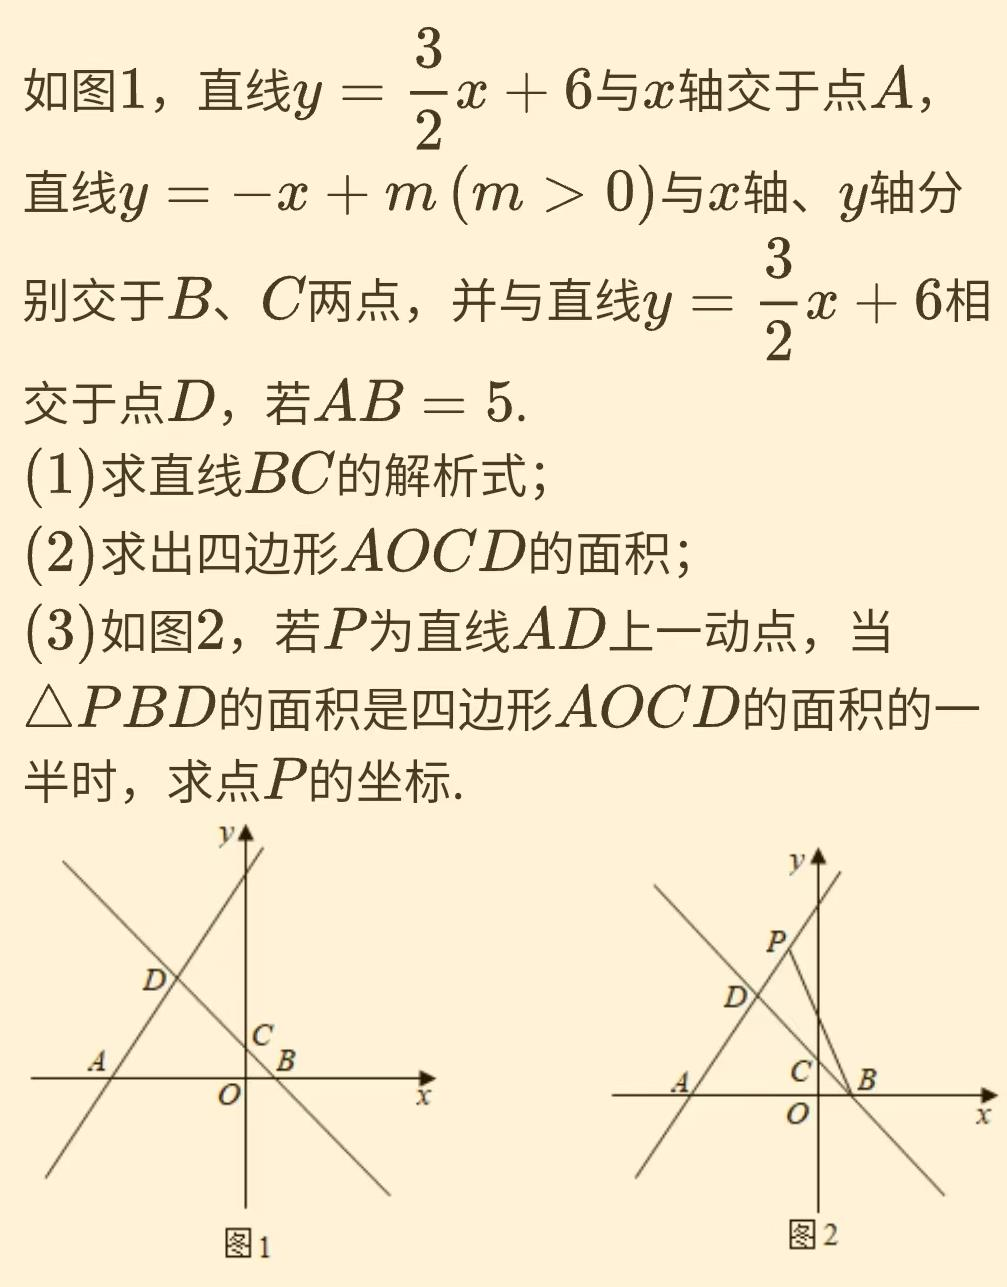 如图1，直线y = \frac{3}{2}x + 6与x轴交于点A，
直线y = −x + m (m > 0)与x轴、y轴分
别交于B、C两点，并与直线y = \frac{3}{2}x + 6相
交于点D，若AB = 5.
(1)求直线BC的解析式；
(2)求出四边形AOCD的面积；
(3)如图2，若P为直线AD上一动点，当
△PBD的面积是四边形AOCD的面积的一
半时，求点P的坐标.
y
D
C
A
B
O
x
图1
y
P
D
C
A
B
O
x
图2